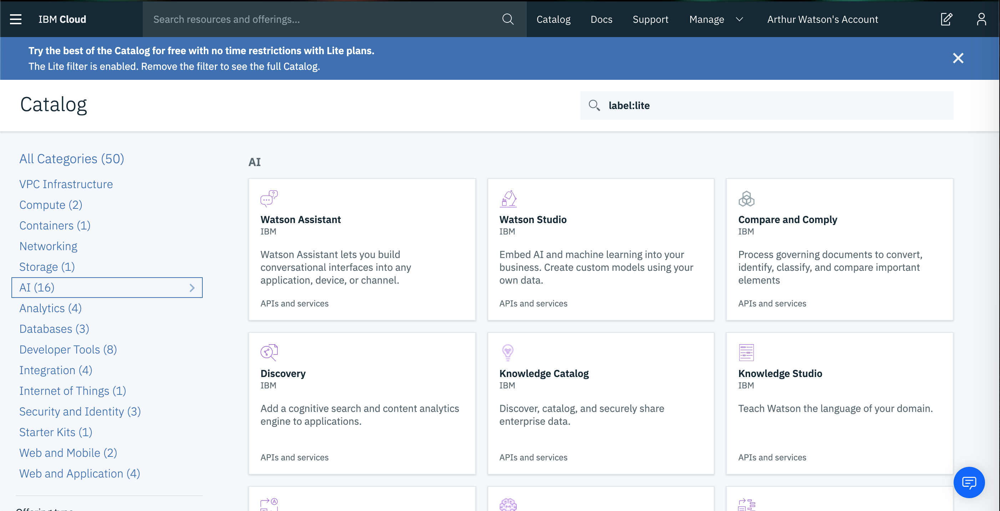 IBM Cloud
Search resources and offerings...
Catalog
Docs
Support
Manage
Arthur Watson's Account
Try the best of the Catalog for free with no time restrictions with Lite plans.
The Lite filter is enabled. Remove the filter to see the full Catalog.
Catalog
label:lite
All Categories (50)
VPC Infrastructure
Compute (2)
Containers (1)
Networking
Storage (1)
AI (16)
Analytics (4)
Databases (3)
Developer Tools (8)
Integration (4)
Internet of Things (1)
Security and Identity (3)
Starter Kits (1)
Web and Mobile (2)
Web and Application (4)
Offering type
AI
Watson Assistant
IBM
Watson Assistant lets you build
conversational interfaces into any
application, device, or channel.
APIs and services
Watson Studio
IBM
Embed AI and machine learning into your
business. Create custom models using your
own data.
APIs and services
Compare and Comply
IBM
Process governing documents to convert,
identify, classify, and compare important
elements
APIs and services
Discovery
IBM
Add a cognitive search and content analytics
engine to applications.
APIs and services
Knowledge Catalog
IBM
Discover, catalog, and securely share
enterprise data.
APIs and services
Knowledge Studio
IBM
Teach Watson the language of your domain.
APIs and services